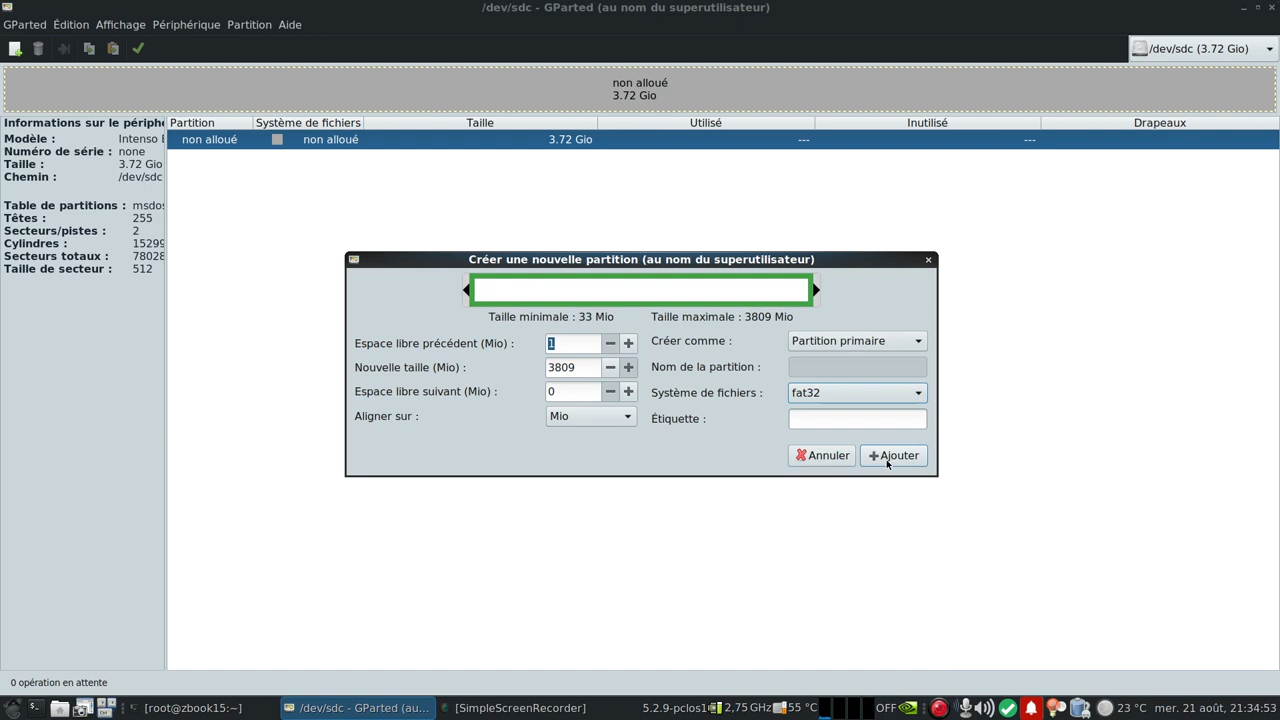 /dev/sdc - GParted (au nom du superutilisateur)
GParted Édition Affichage Périphérique Partition Aide
/dev/sdc (3.72 Gio)
non alloué
3.72 Gio
Informations sur le périphé
Modèle : Intenso
Numéro de série : none
Taille : 3.72 Gio
Chemin : /dev/sdc
Table de partitions : msdos
Têtes : 255
Secteurs/pistes : 2
Cylindres : 15299
Secteurs totaux : 78028
Taille de secteur : 512
Partition Système de fichiers Taille Utilisé Inutilisé Drapeaux
non alloué non alloué 3.72 Gio --- ---
Créer une nouvelle partition (au nom du superutilisateur)
Taille minimale : 33 Mio Taille maximale : 3809 Mio
Espace libre précédent (Mio) : 1 Créer comme : Partition primaire
Nouvelle taille (Mio) : 3809 Nom de la partition :
Espace libre suivant (Mio) : 0 Système de fichiers : fat32
Aligner sur : Mio Étiquette :
Annuler Ajouter
0 opération en attente
[root@zbook15:~] /dev/sdc - GParted (au... [SimpleScreenRecorder] 5.2.9-pclos1 2,75 GHz 55 °C OFF 23 °C mer. 21 août, 21:34:53